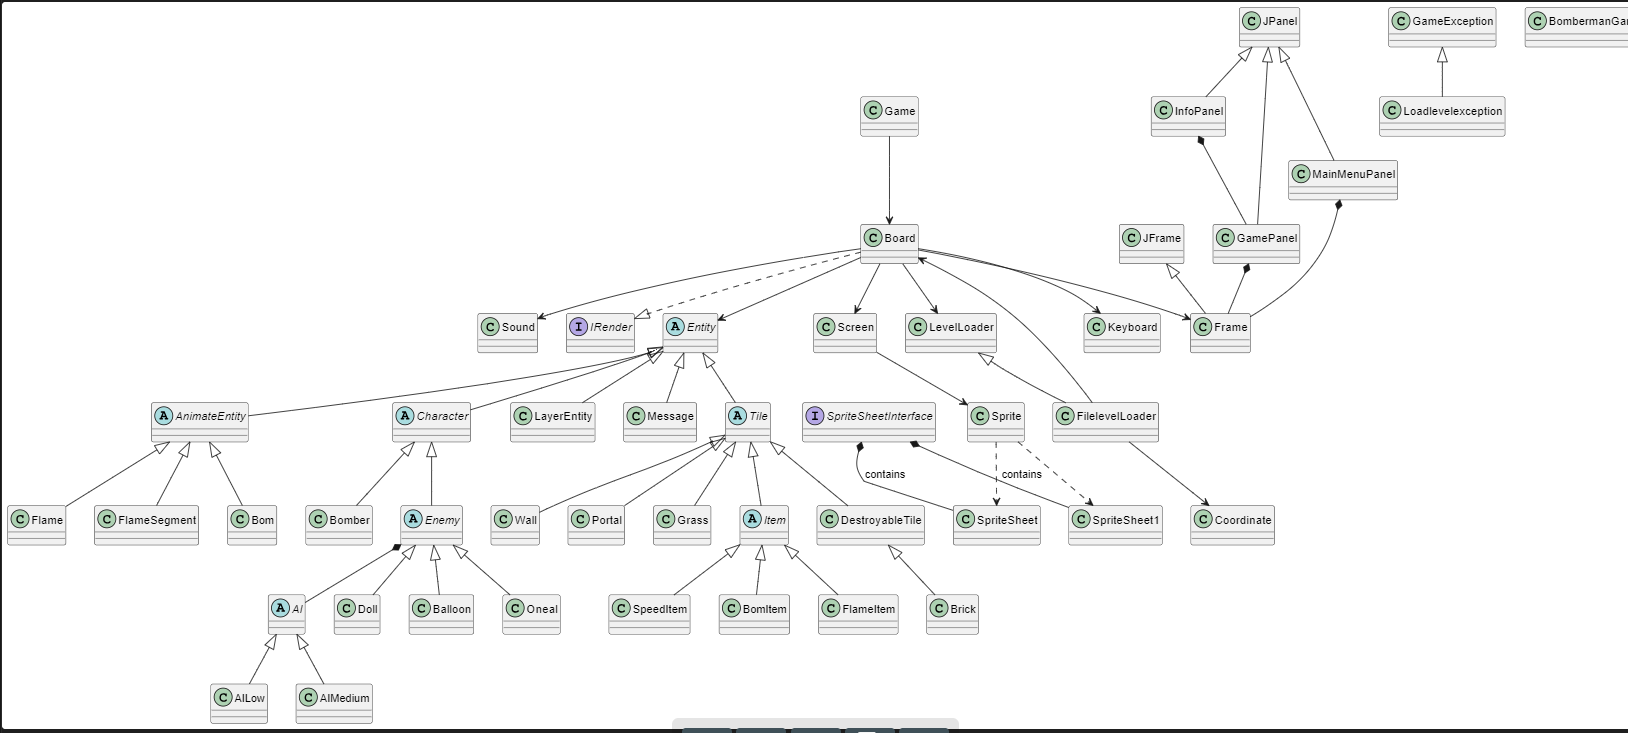 C JPanel
C GameException
C BombermanGa
C Game
C InfoPanel
C Loadlevelexception
C MainMenuPanel
C Board
C JFrame
C GamePanel
C Sound
I IRender
A Entity
C Screen
C LevelLoader
C Keyboard
C Frame
A AnimateEntity
A Character
C LayerEntity
C Message
A Tile
I SpriteSheetInterface
C Sprite
C FilelevelLoader
contains
contains
C Flame
C FlameSegment
C Bom
C Bomber
A Enemy
C Wall
C Portal
C Grass
A Item
C DestroyableTile
C SpriteSheet
C SpriteSheet1
C Coordinate
A AI
C Doll
C Balloon
C Oneal
C SpeedItem
C BomItem
C FlameItem
C Brick
C AILow
C AIMedium